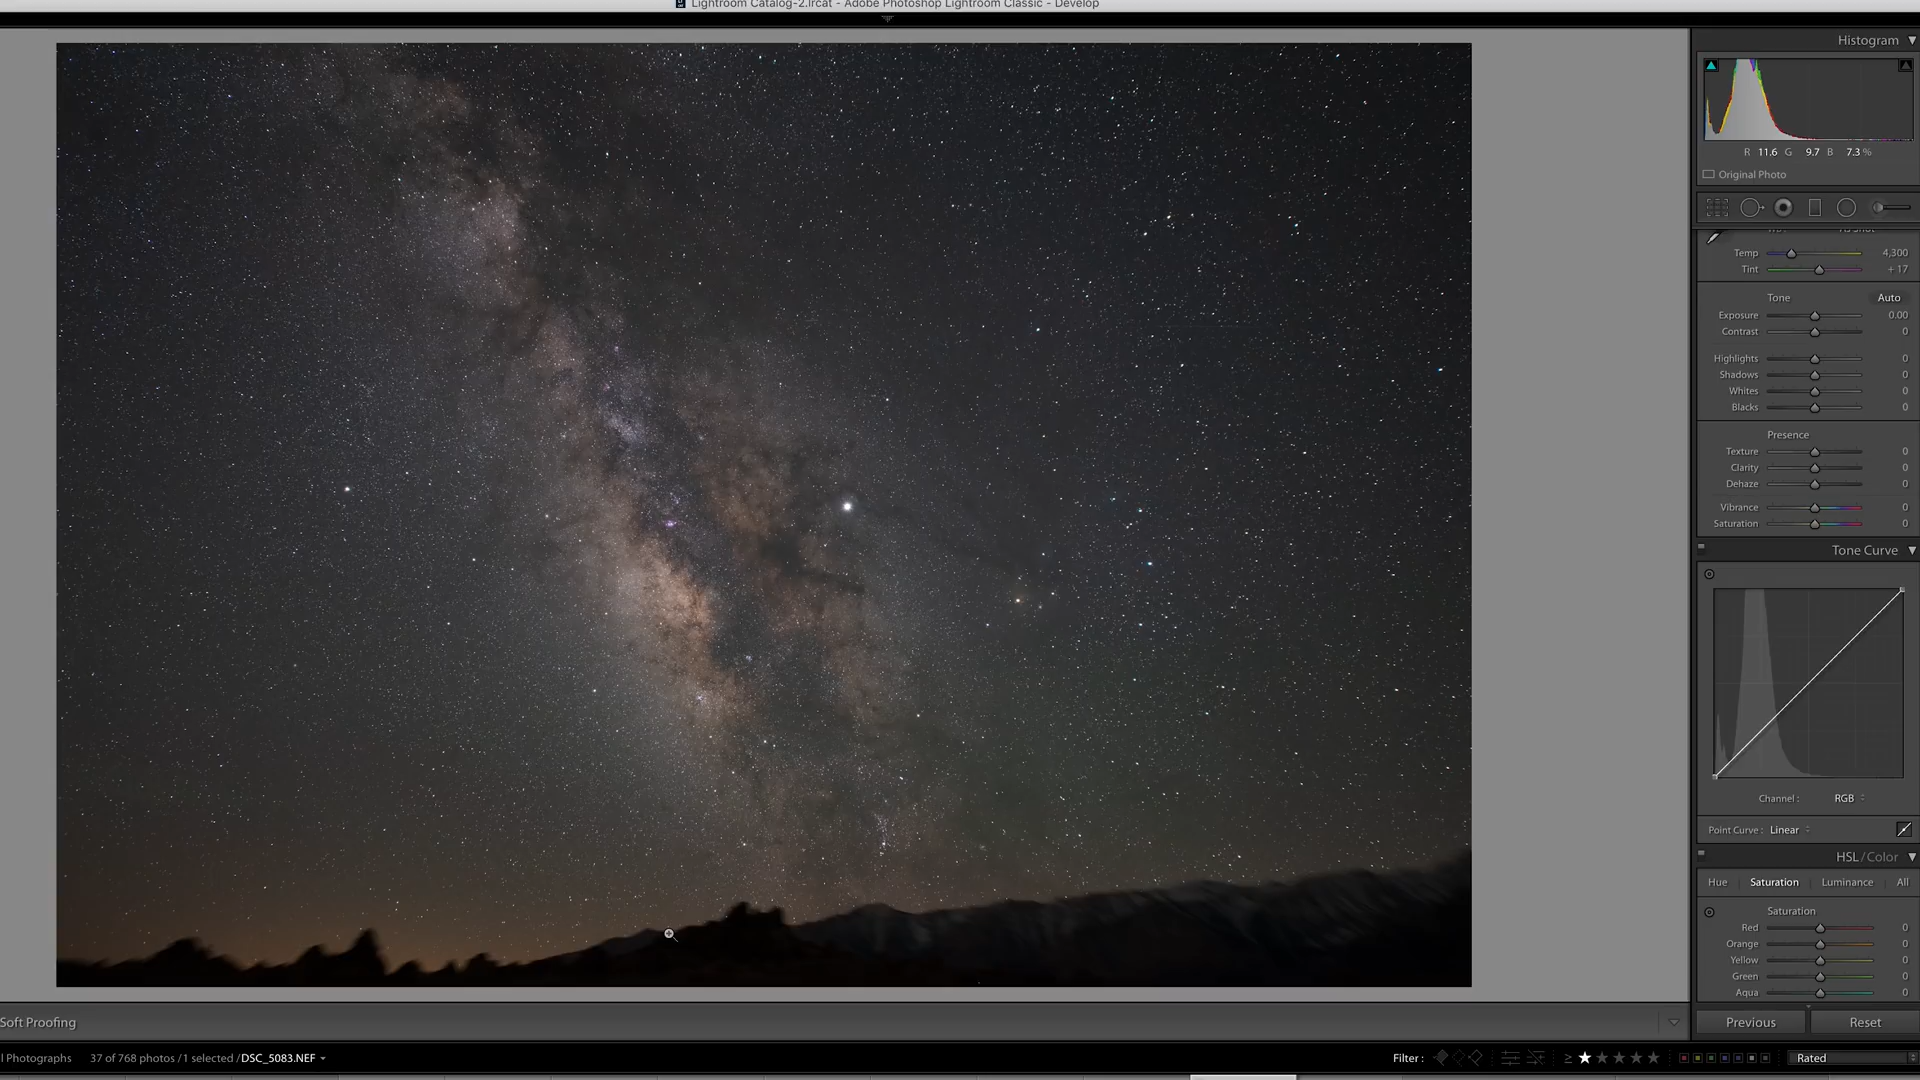 Lightroom Catalog-2.lrcat - Adobe Photoshop Lightroom Classic - Develop
Histogram
R 11.6 G 9.7 B 7.3 %
Original Photo
Temp 4,300
Tint + 17
Tone Auto
Exposure 0.00
Contrast 0
Highlights 0
Shadows 0
Whites 0
Blacks 0
Presence
Texture 0
Clarity 0
Dehaze 0
Vibrance 0
Saturation 0
Tone Curve
Channel : RGB
Point Curve : Linear
HSL / Color
Hue Saturation Luminance All
Saturation
Red 0
Orange 0
Yellow 0
Green 0
Aqua 0
Soft Proofing
Previous Reset
l Photographs 37 of 768 photos / 1 selected / DSC_5083.NEF
Filter : ≥ Rated